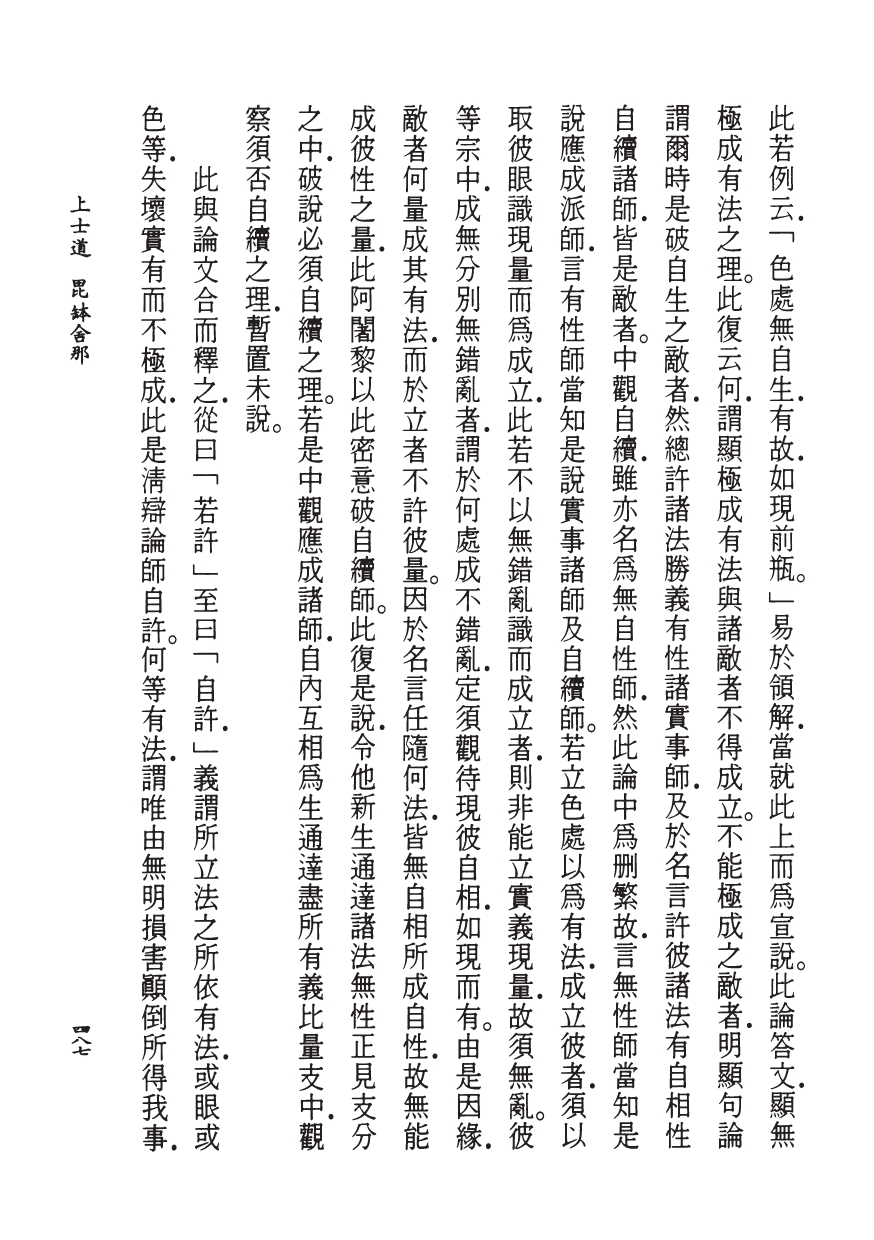 此若例云．「色處無自生．有故．如現前瓶。」易於領解．當就此上而爲宣說。此論答文．顯無
極成有法之理。此復云何．謂顯極成有法與諸敵者不得成立。不能極成之敵者．明顯句論
謂爾時是破自生之敵者．然總許諸法勝義有性諸實事師．及於名言許彼諸法有自相性
自續諸師．皆是敵者。中觀自續．雖亦名爲無自性師．然此論中爲刪繁故．言無性師當知是
說應成派師．言有性師當知是說實事諸師及自續師。若立色處以爲有法．成立彼者．須以
取彼眼識現量而爲成立．此若不以無錯亂識而成立者．則非能立實義現量．故須無亂。彼
等宗中．成無分別無錯亂者．謂於何處成不錯亂．定須觀待現彼自相．如現而有。由是因緣．
敵者何量成其有法．而於立者不許彼量。因於名言任隨何法．皆無自相所成自性．故無能
成彼性之量．此阿闍黎以此密意破自續師。此復是說．令他新生通達諸法無性正見支分
之中．破說必須自續之理。若是中觀應成諸師．自內互相爲生通達盡所有義比量支中．觀
察須否自續之理．暫置未說。
此與論文合而釋之．從曰「若許」至曰「自許．」義謂所立法之所依有法．或眼或
色等．失壞實有而不極成．此是淸辯論師自許。何等有法．謂唯由無明損害顚倒所得我事．
上士道　毘鉢舍那
四八七